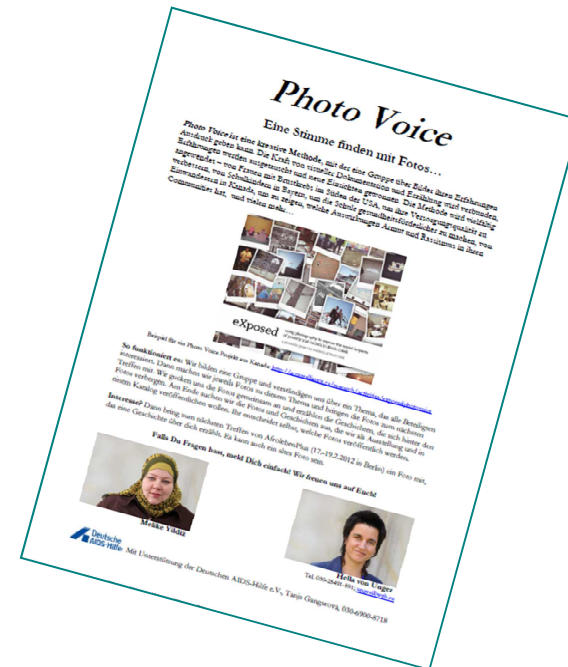 Photo Voice
Eine Stimme finden mit Fotos…
Photo Voice ist eine kreative Methode, mit der eine Gruppe über Bilder ihren Erfahrungen
Ausdruck geben kann. Die Kraft von visueller Dokumentation und Erzählung wird verbunden,
Erfahrungen werden ausgetauscht und neue Einsichten gewonnen. Die Methode wird vielfältig
angewendet – von Frauen mit Brustkrebs im Süden der USA, um ihre Versorgungsqualität zu
verbessern, von Schulkindern in Bayern, um die Schule gesundheitsförderlicher zu machen, von
Einwanderern in Kanada, um zu zeigen, welche Auswirkungen Armut und Rassismus in ihren
Communities hat, und vielen mehr…
eXposed
Beispiel für ein Photo Voice Projekt aus Kanada
So funktioniert es: Wir bilden eine Gruppe und verständigen uns über ein Thema, das alle Beteiligten
interessiert. Dann machen wir jeweils Fotos zu diesem Thema und bringen die Fotos zum nächsten
Treffen mit. Wir gucken uns die Fotos gemeinsam an und erzählen die Geschichten, die sich hinter den
Fotos verbergen. Am Ende suchen wir die Fotos und Geschichten aus, die wir als Ausstellung und in
einem Katalog veröffentlichen wollen. Ihr entscheidet selbst, welche Fotos veröffentlich werden.
Interesse? Dann bring zum nächsten Treffen von AfrolebenPlus (17.-19.2.2012 in Berlin) ein Foto mit,
das eine Geschichte über dich erzählt. Es kann auch ein altes Foto sein.
Falls Du Fragen hast, meld Dich einfach! Wir freuen uns auf Euch!
Melike Yildiz
Hella von Unger
Deutsche
AIDS-Hilfe
Mit Unterstützung der Deutschen AIDS-Hilfe e.V., Tanja Gangarova, 030-6900-8718